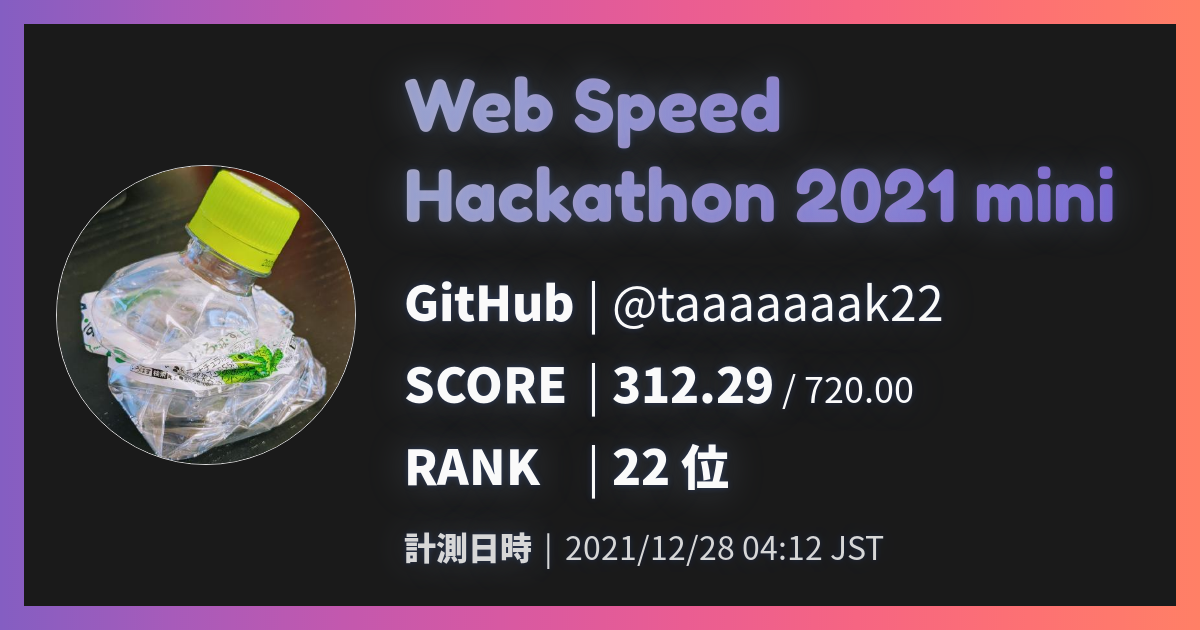 Web Speed
Hackathon 2021 mini
GitHub | @taaaaaaak22
SCORE | 312.29 / 720.00
RANK | 22 位
計測日時 | 2021/12/28 04:12 JST